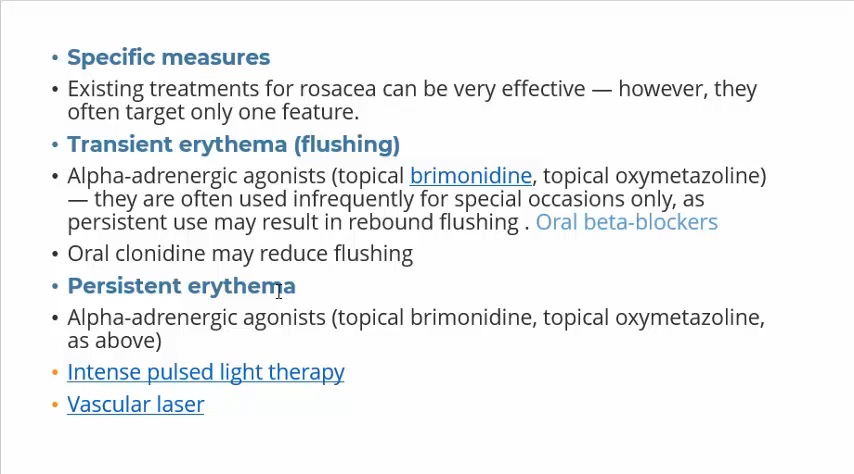 • Specific measures
• Existing treatments for rosacea can be very effective — however, they
often target only one feature.
• Transient erythema (flushing)
• Alpha-adrenergic agonists (topical brimonidine, topical oxymetazoline)
— they are often used infrequently for special occasions only, as
persistent use may result in rebound flushing . Oral beta-blockers
• Oral clonidine may reduce flushing
• Persistent erythema
• Alpha-adrenergic agonists (topical brimonidine, topical oxymetazoline,
as above)
• Intense pulsed light therapy
• Vascular laser